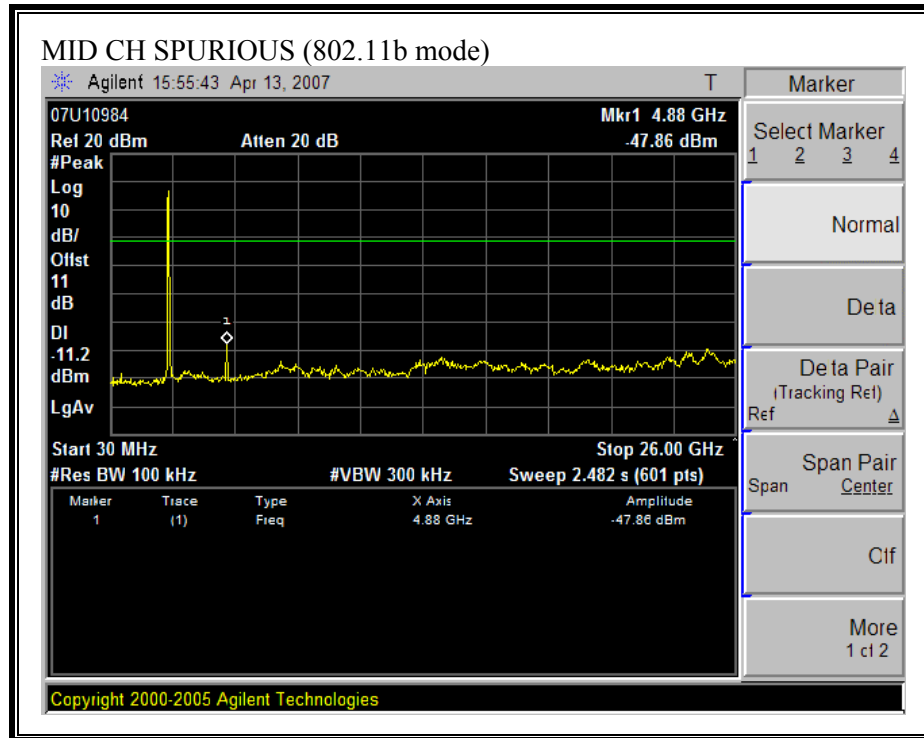 MID CH SPURIOUS (802.11b mode)
Agilent 15:55:43 Apr 13, 2007 T
Marker
07U10984 Mkr1 4.88 GHz
Ref 20 dBm Atten 20 dB -47.86 dBm
#Peak
Log
10
dB/
Offst
11
dB
DI
-11.2
dBm
LgAv
1
Start 30 MHz Stop 26.00 GHz
#Res BW 100 kHz #VBW 300 kHz Sweep 2.482 s (601 pts)
Marker Trace Type X Axis Amplitude
1 (1) Freq 4.88 GHz -47.86 dBm
Select Marker
1 2 3 4
Normal
De ta
De ta Pair
(Tracking Ref)
Ref Δ
Span Pair
Span Center
Off
More
1 of 2
Copyright 2000-2005 Agilent Technologies